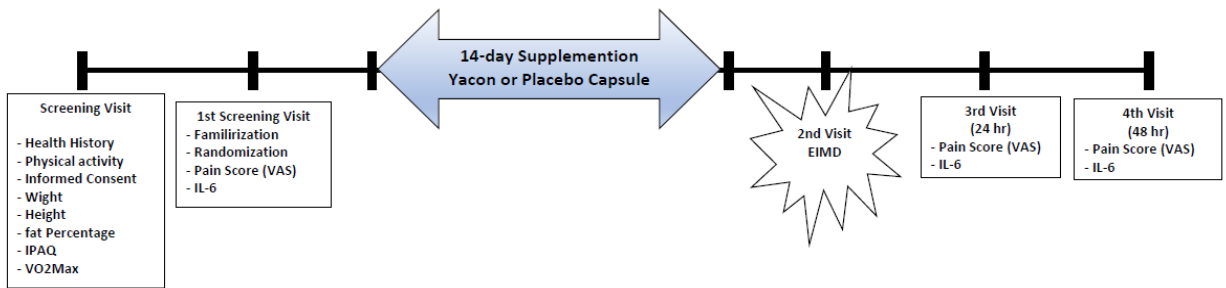 14-day Supplemention
Yacon or Placebo Capsule
Screening Visit
- Health History
- Physical activity
- Informed Consent
- Wight
- Height
- fat Percentage
- IPAQ
- VO2Max
1st Screening Visit
- Familirization
- Randomization
- Pain Score (VAS)
- IL-6
2nd Visit
EIMD
3rd Visit
(24 hr)
- Pain Score (VAS)
- IL-6
4th Visit
(48 hr)
- Pain Score (VAS)
- IL-6